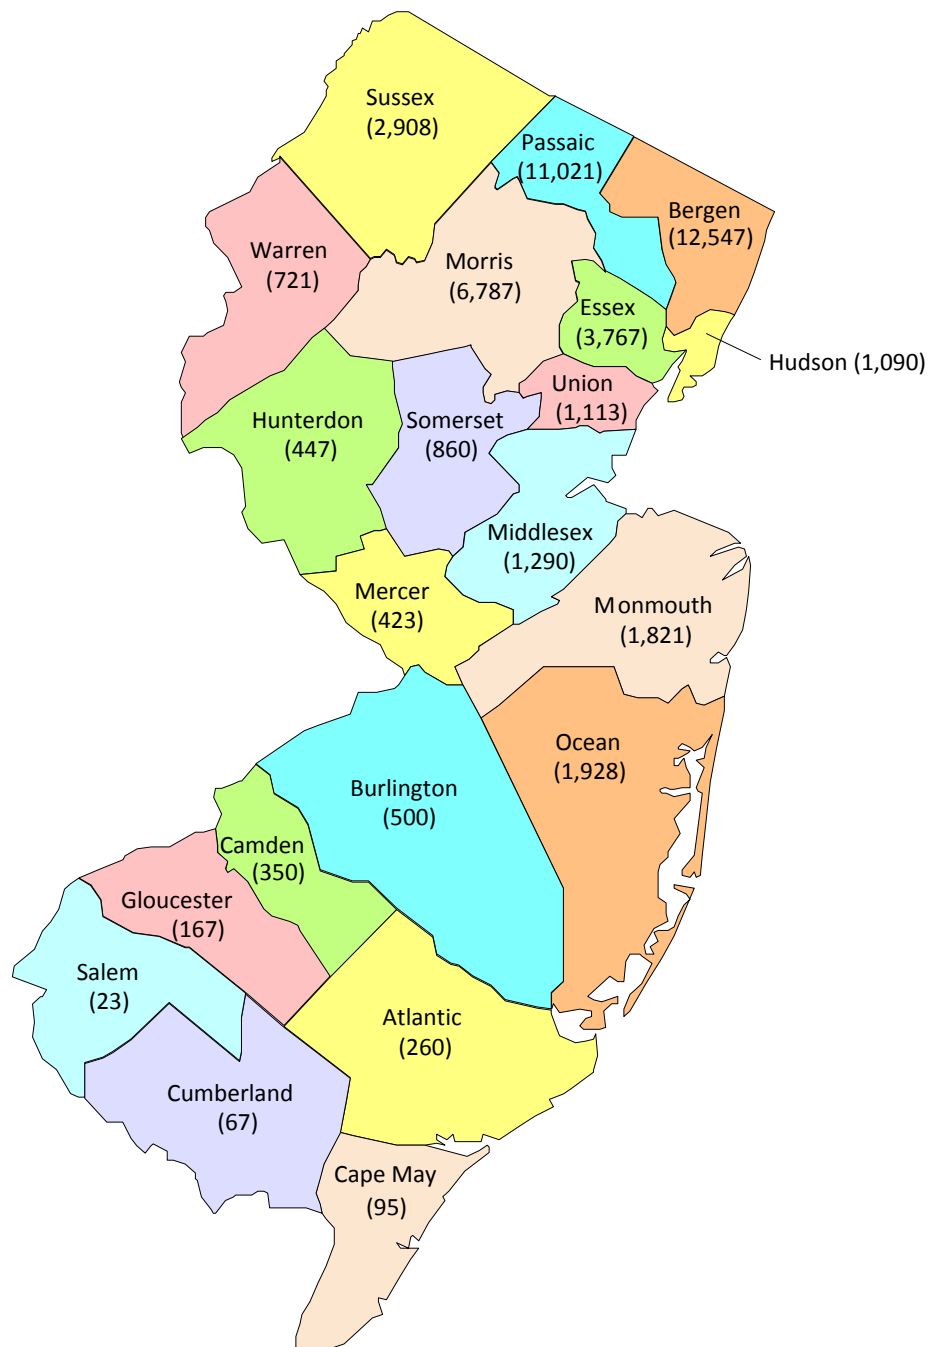 Sussex
(2,908)
Passaic
(11,021)
Bergen
(12,547)
Warren
(721)
Morris
(6,787)
Essex
(3,767)
Hudson (1,090)
Union
(1,113)
Hunterdon
(447)
Somerset
(860)
Middlesex
(1,290)
Mercer
(423)
Monmouth
(1,821)
Ocean
(1,928)
Burlington
(500)
Camden
(350)
Gloucester
(167)
Salem
(23)
Atlantic
(260)
Cumberland
(67)
Cape May
(95)